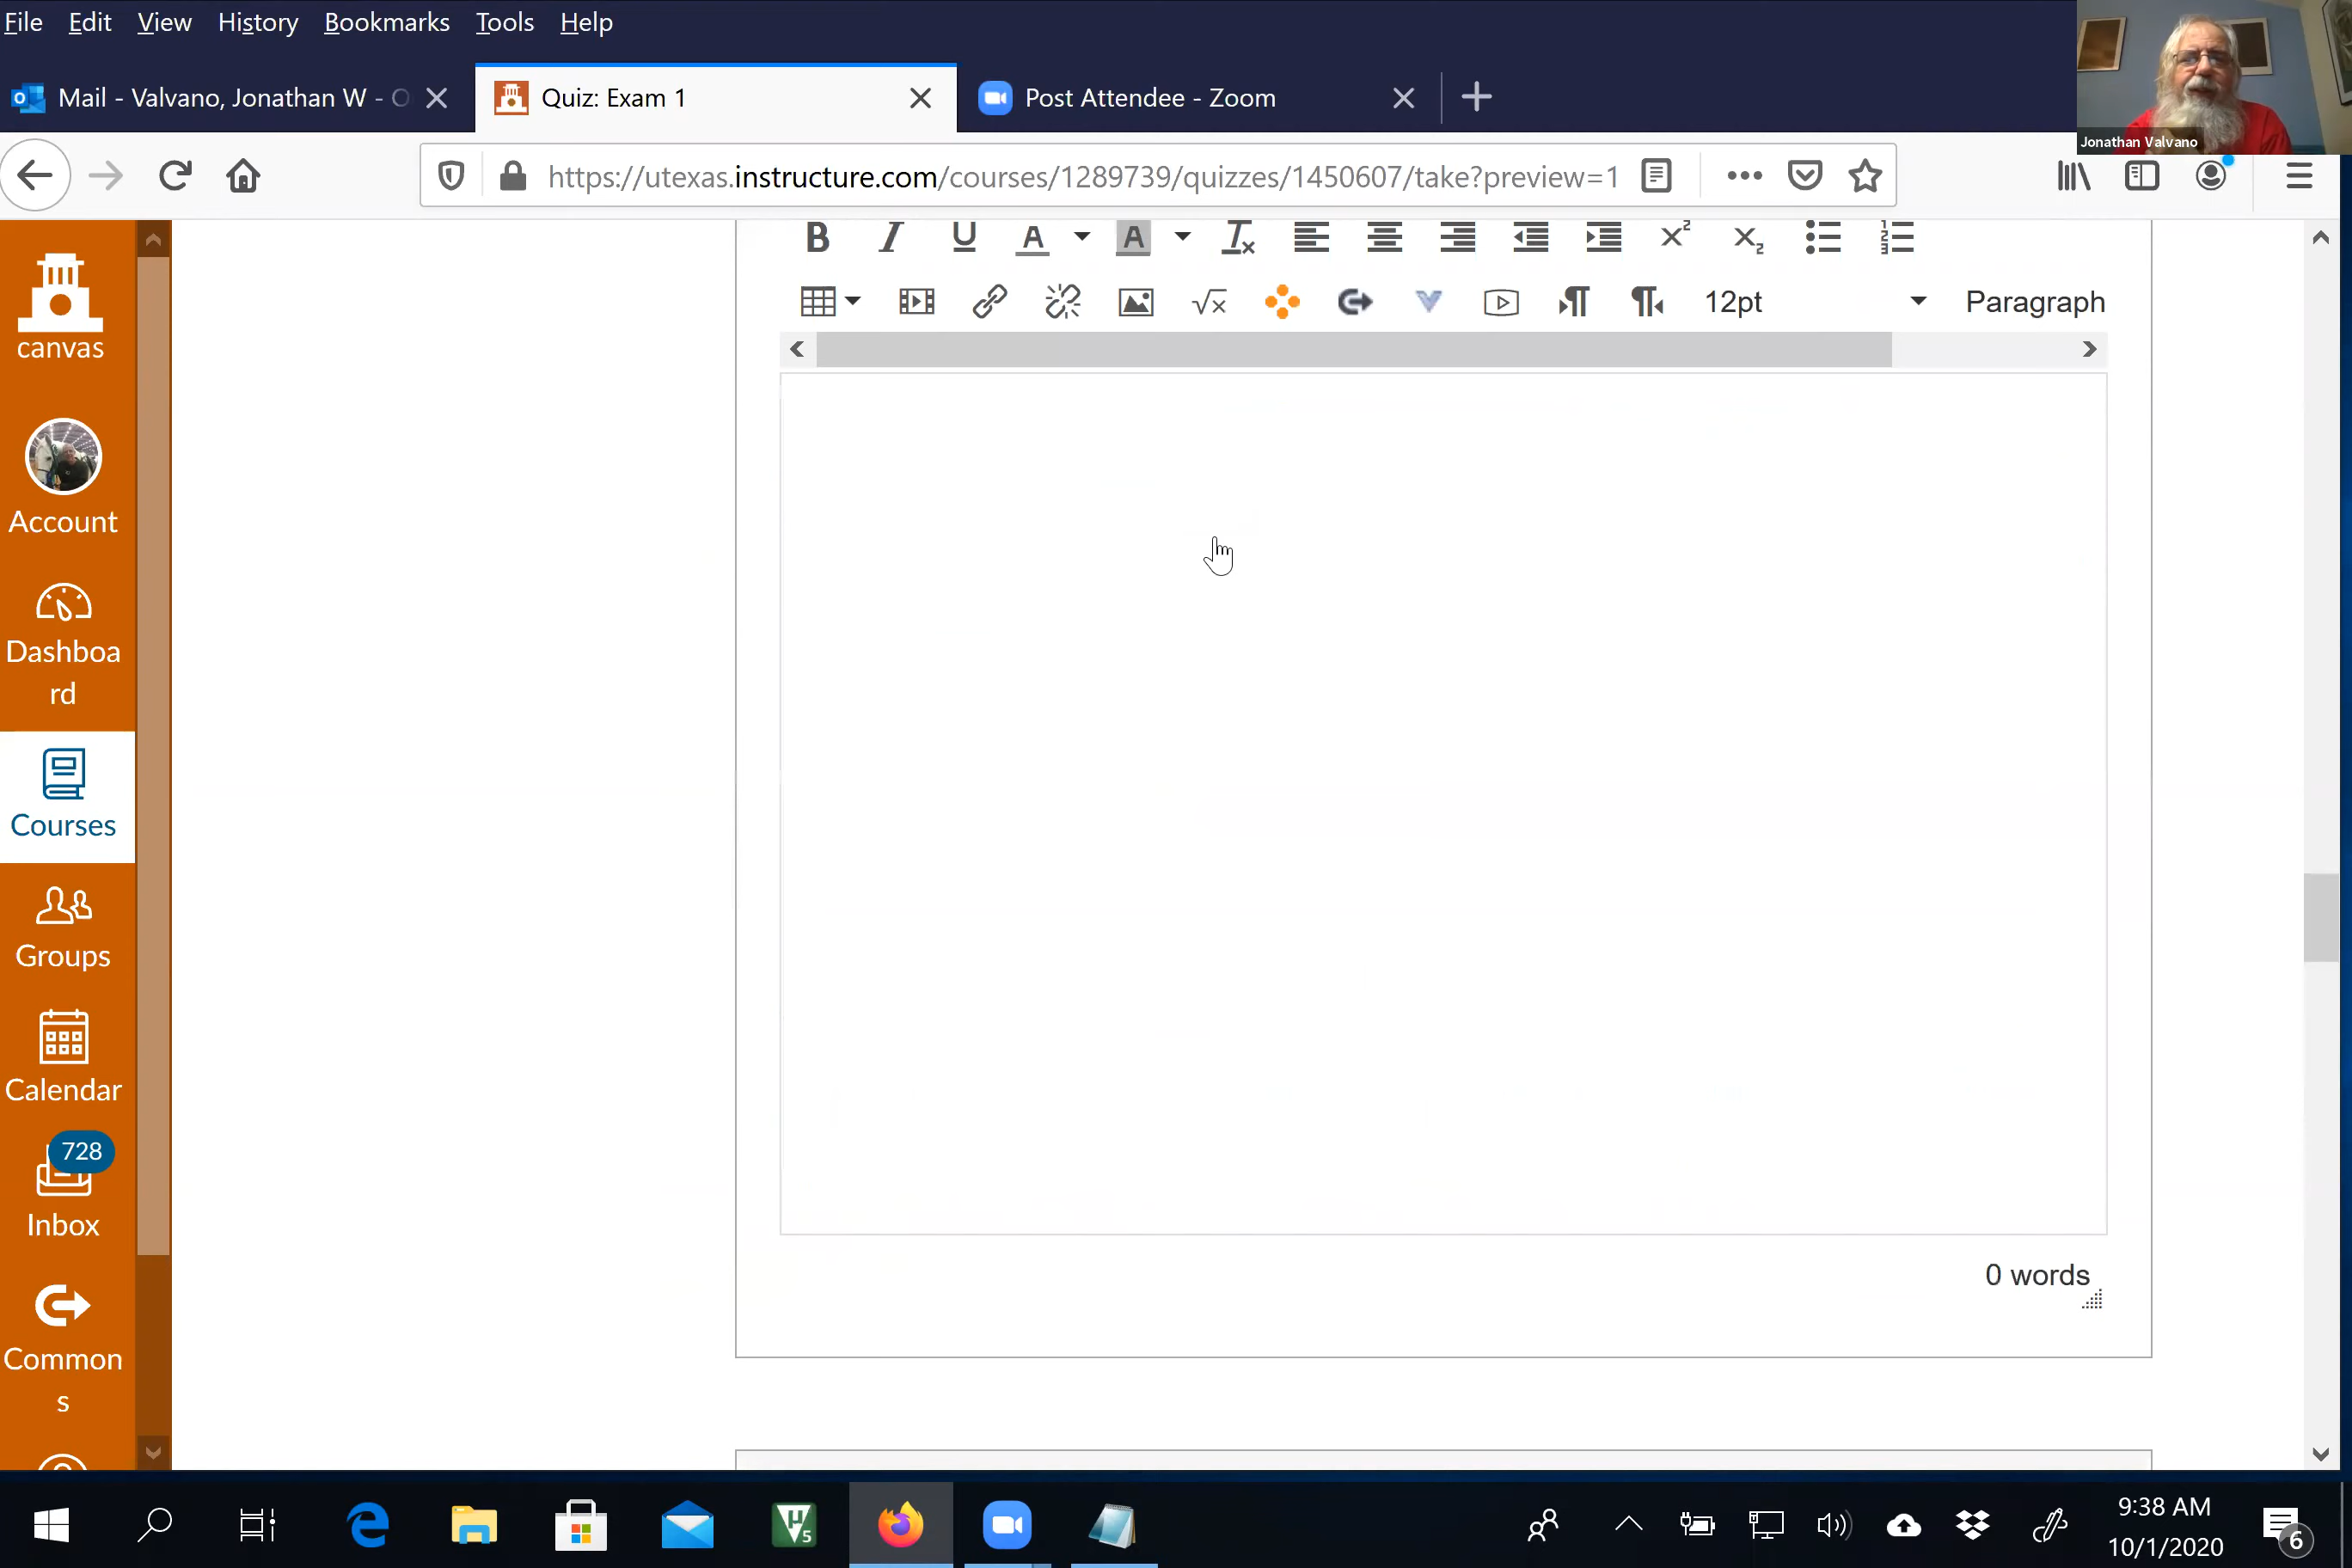 File Edit View History Bookmarks Tools Help
Mail - Valvano, Jonathan W - O
Quiz: Exam 1
Post Attendee - Zoom
Jonathan Valvano
https://utexas.instructure.com/courses/1289739/quizzes/1450607/take?preview=1
canvas
Account
Dashboa
rd
Courses
Groups
Calendar
728
Inbox
Common
s
B I U A A
12pt Paragraph
0 words
9:38 AM
10/1/2020
6